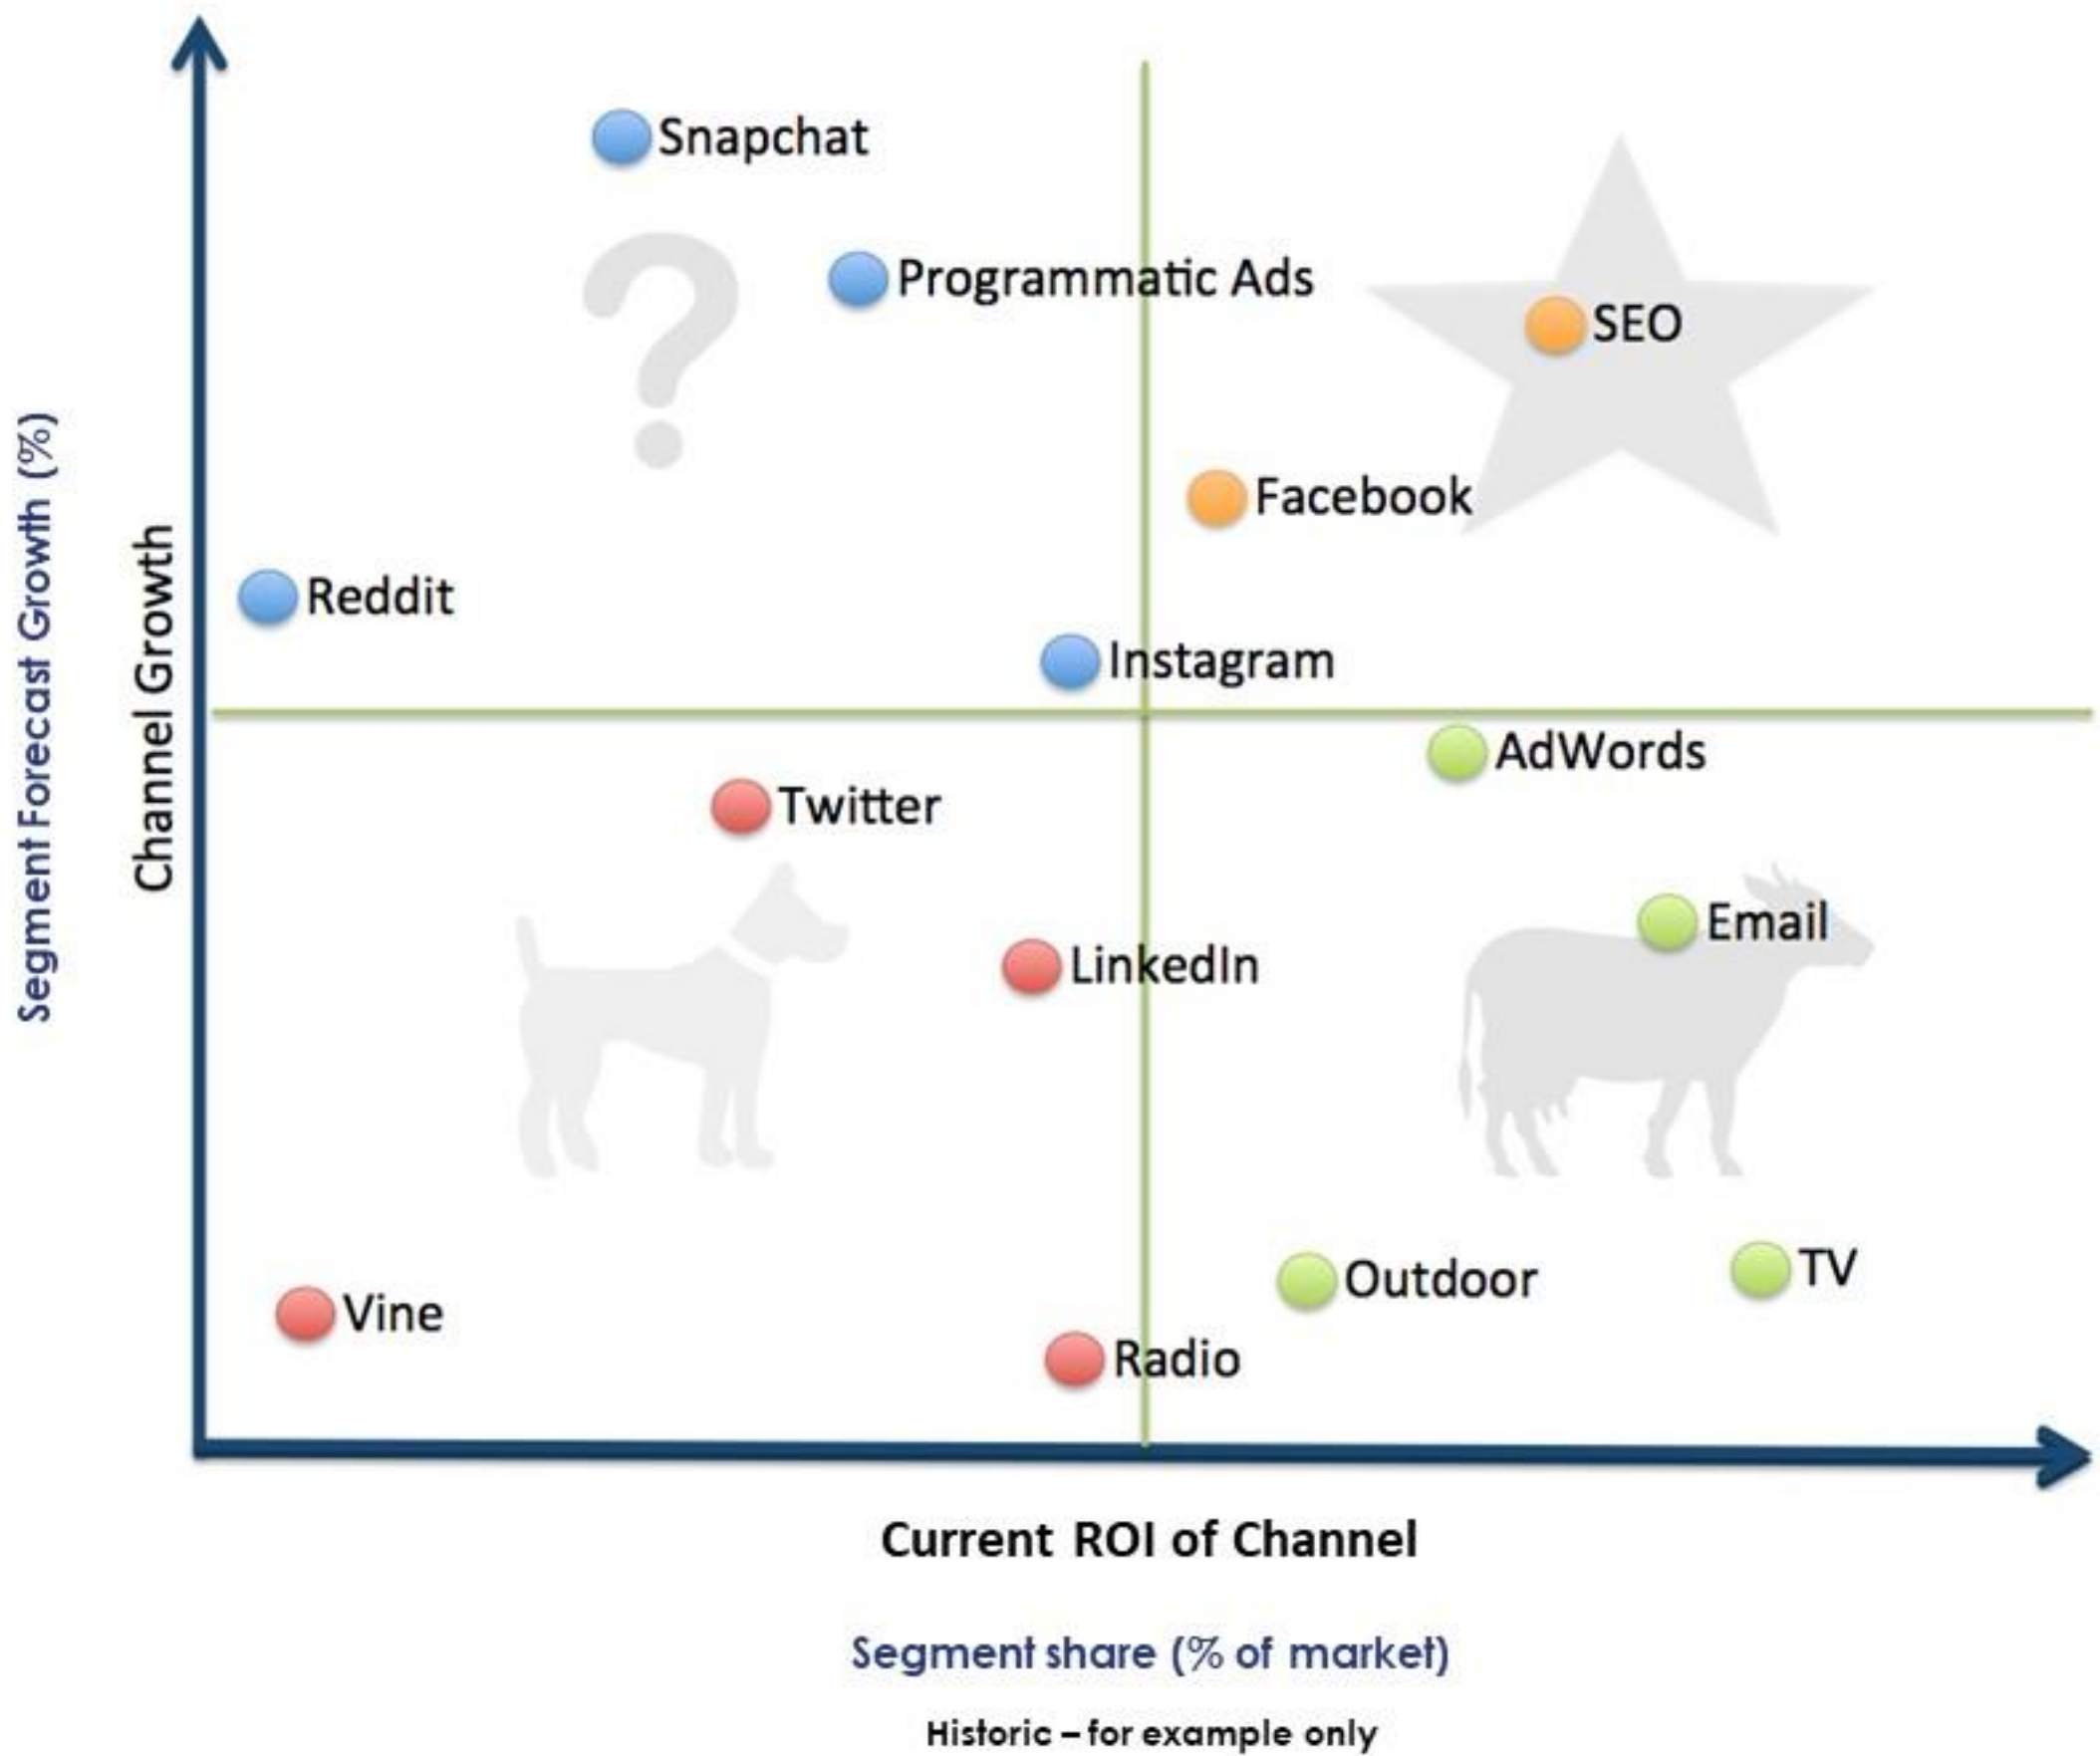 Snapchat
Programmatic Ads
SEO
Facebook
Reddit
Instagram
AdWords
Twitter
Email
LinkedIn
Outdoor
TV
Vine
Radio
Segment Forecast Growth (%)
Channel Growth
Current ROI of Channel
Segment share (% of market)
Historic – for example only
?